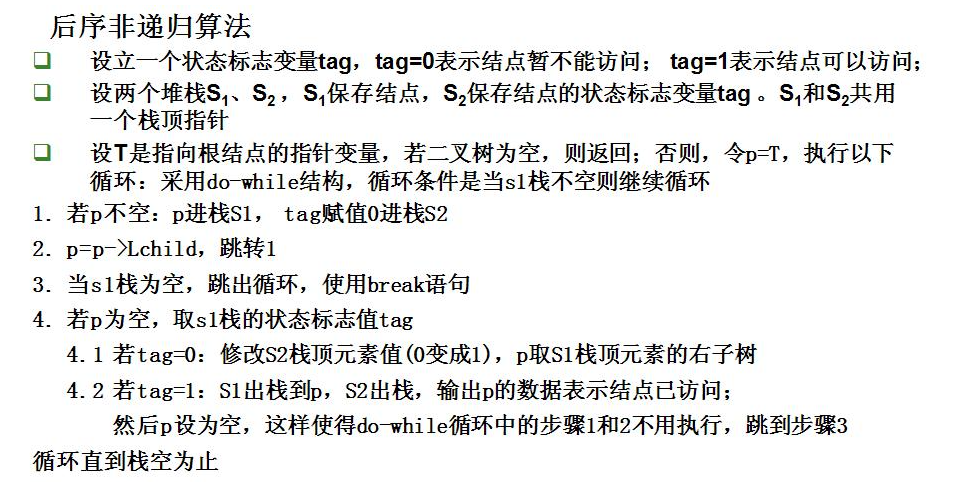 后序非递归算法
设立一个状态标志变量tag，tag=0表示结点暂不能访问； tag=1表示结点可以访问；
设两个堆栈S1、S2，S1保存结点，S2保存结点的状态标志变量tag 。S1和S2共用
一个栈顶指针
设T是指向根结点的指针变量，若二叉树为空，则返回；否则，令p=T，执行以下
循环：采用do-while结构，循环条件是当s1栈不空则继续循环
1. 若p不空：p进栈S1， tag赋值0进栈S2
2. p=p->Lchild，跳转1
3. 当s1栈为空，跳出循环，使用break语句
4. 若p为空，取s1栈的状态标志值tag
4.1 若tag=0：修改S2栈顶元素值(0变成1)，p取S1栈顶元素的右子树
4.2 若tag=1：S1出栈到p，S2出栈，输出p的数据表示结点已访问；
然后p设为空，这样使得do-while循环中的步骤1和2不用执行，跳到步骤3
循环直到栈空为止